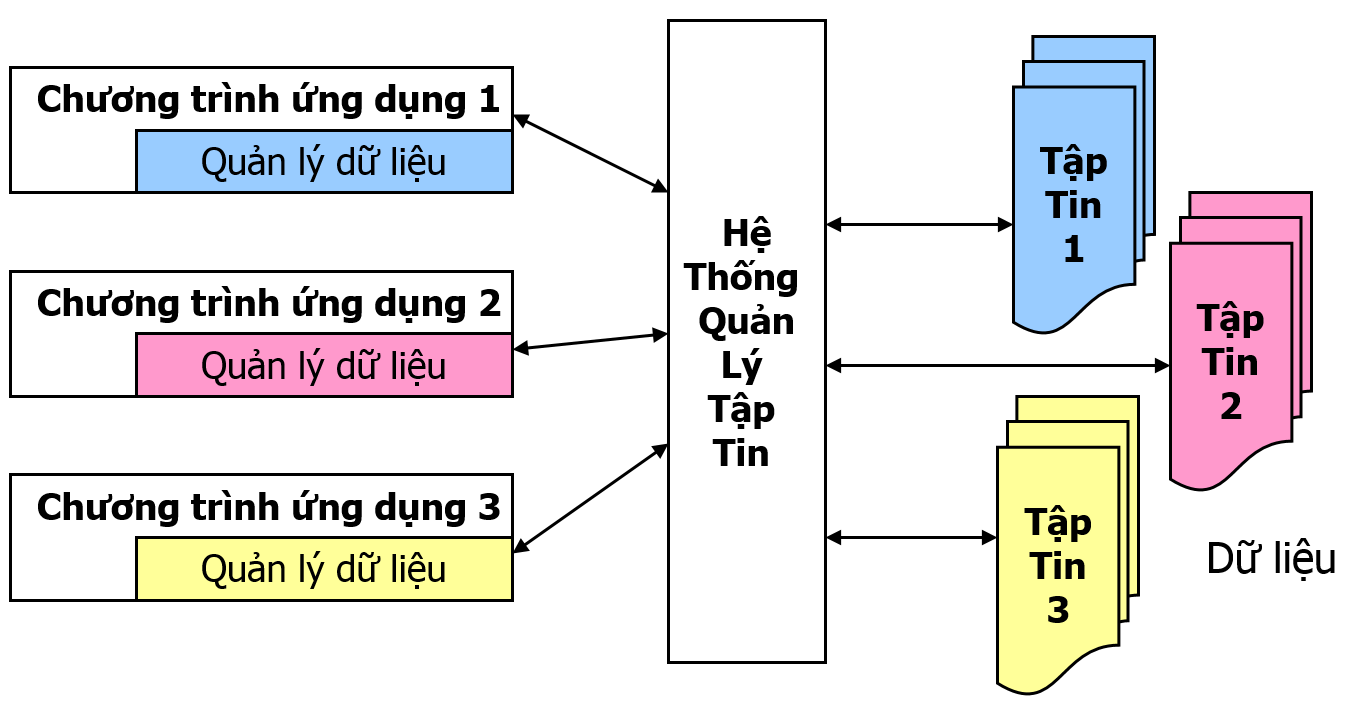 Chương trình ứng dụng 1
Quản lý dữ liệu
Chương trình ứng dụng 2
Quản lý dữ liệu
Chương trình ứng dụng 3
Quản lý dữ liệu
Hệ
Thống
Quản
Lý
Tập
Tin
Tập
Tin
1
Tập
Tin
2
Tập
Tin
3
Dữ liệu